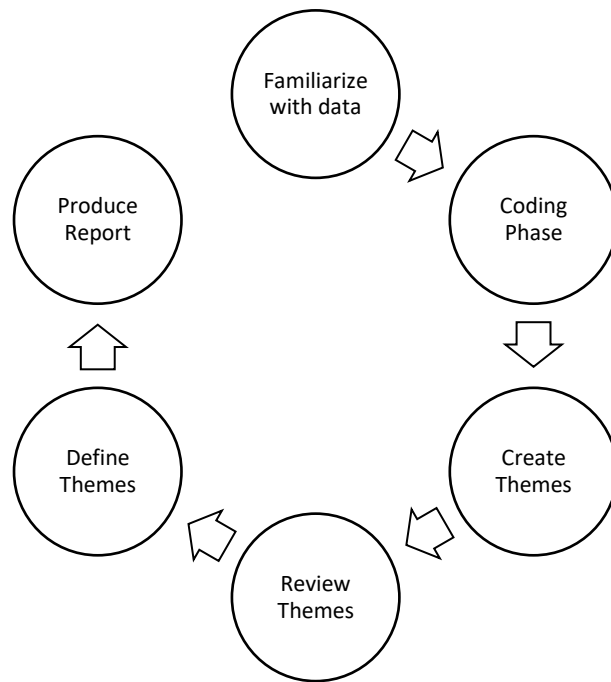 Familiarize
with data
Coding
Phase
Create
Themes
Review
Themes
Define
Themes
Produce
Report